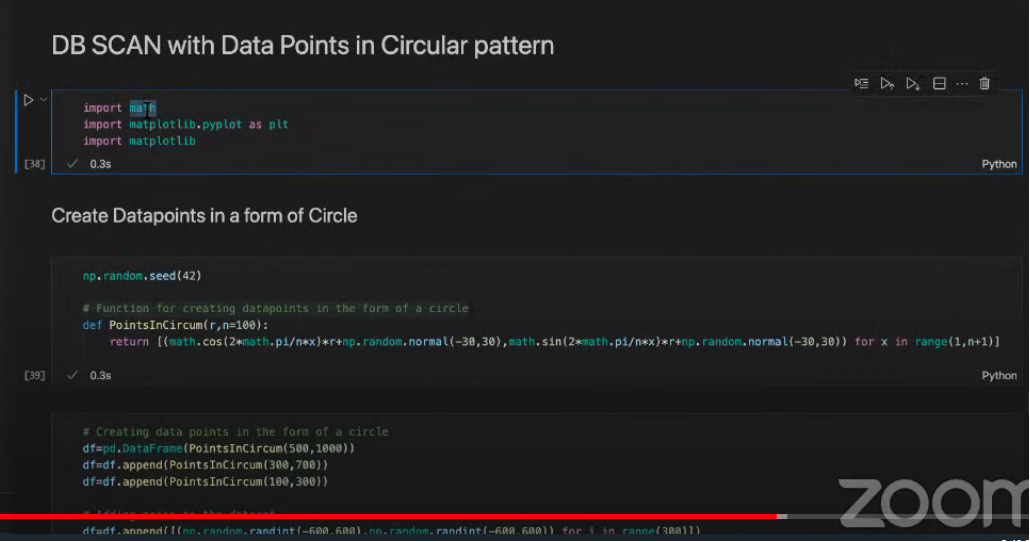 DB SCAN with Data Points in Circular pattern
import math
import matplotlib.pyplot as plt
import matplotlib
[38]
0.3s
Python
Create Datapoints in a form of Circle
np.random.seed(42)
# Function for creating datapoints in the form of a circle
def PointsInCircum(r,n=100):
return [(math.cos(2*math.pi/n*x)*r+np.random.normal(-30,30),math.sin(2*math.pi/n*x)*r+np.random.normal(-30,30)) for x in range(1,n+1)]
[39]
0.3s
Python
# Creating data points in the form of a circle
df=pd.DataFrame(PointsInCircum(500,1000))
df=df.append(PointsInCircum(300,700))
df=df.append(PointsInCircum(100,300))
# Adding noise to the dataset
df=df.append([(np.random.randint(-600,600),np.random.randint(-600,600)) for i in range(300)])
zoom